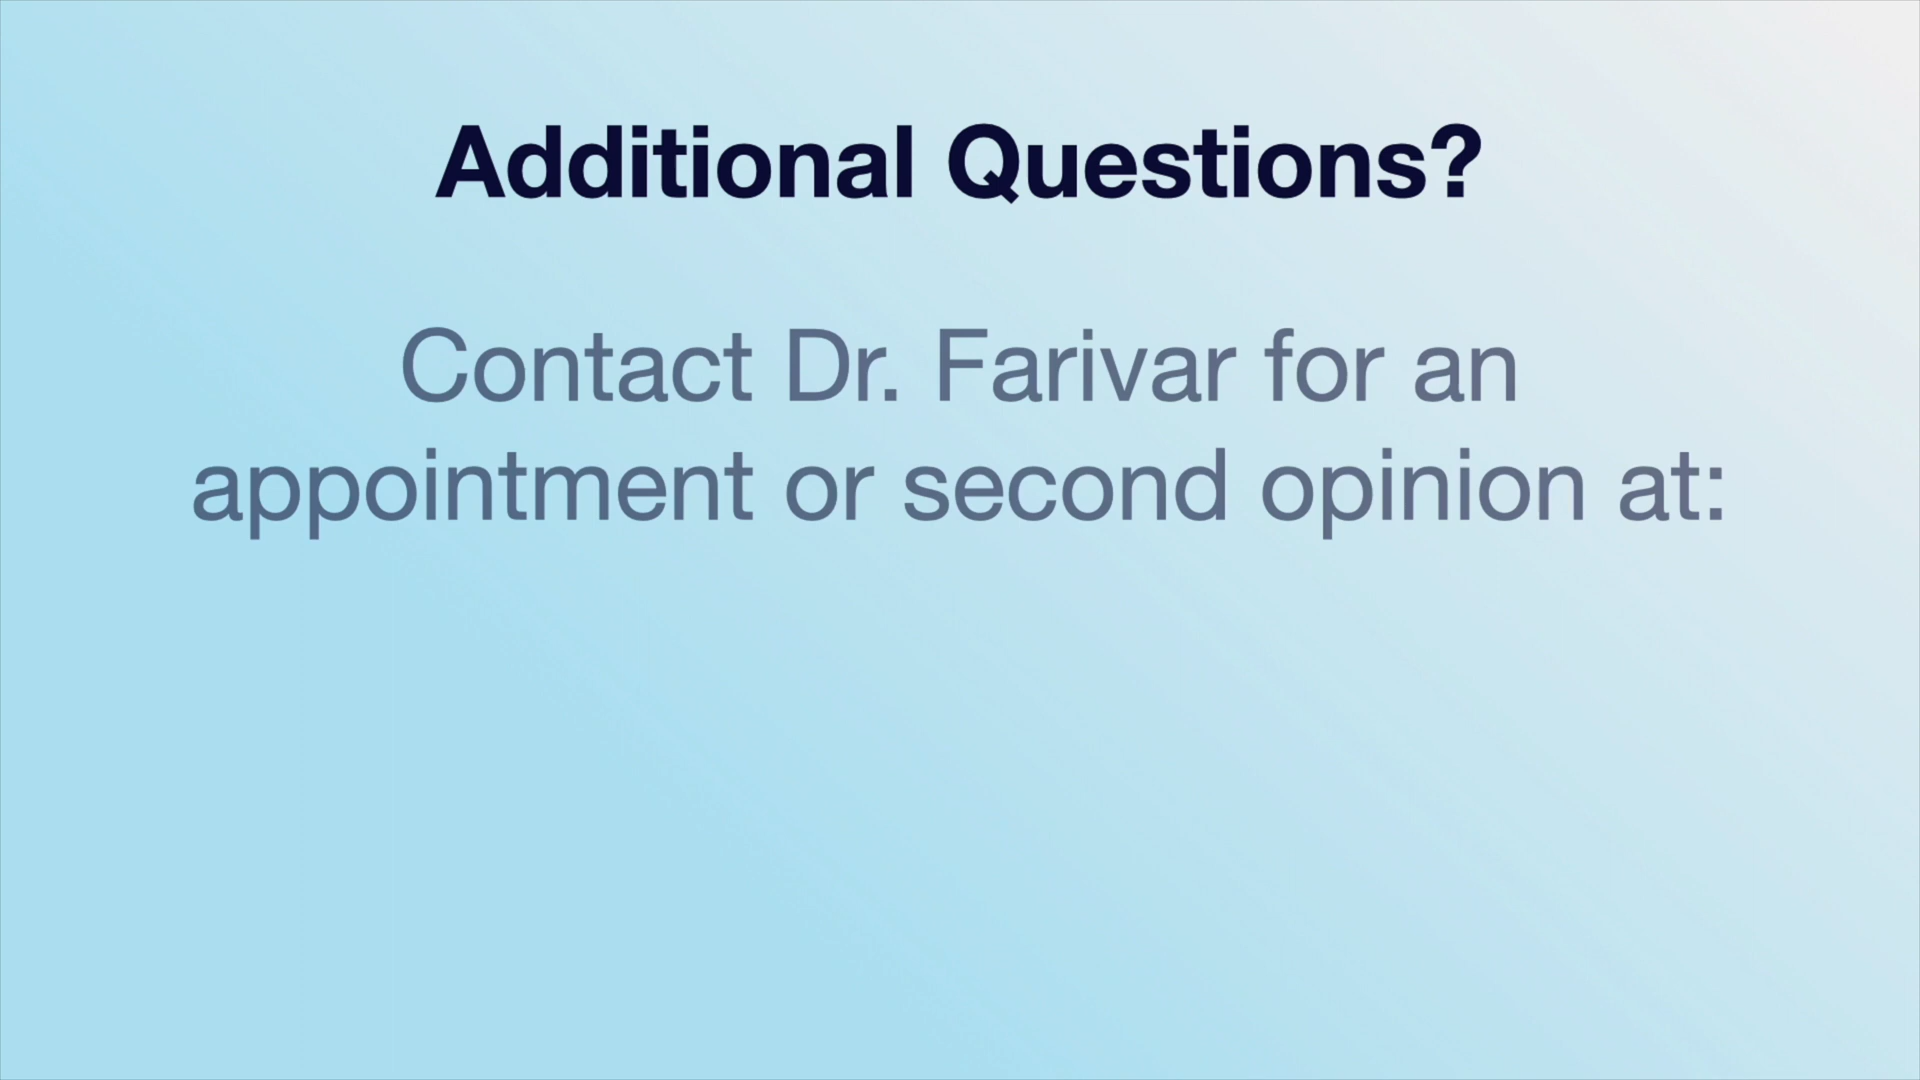 Additional Questions?
Contact Dr. Farivar for an
appointment or second opinion at: